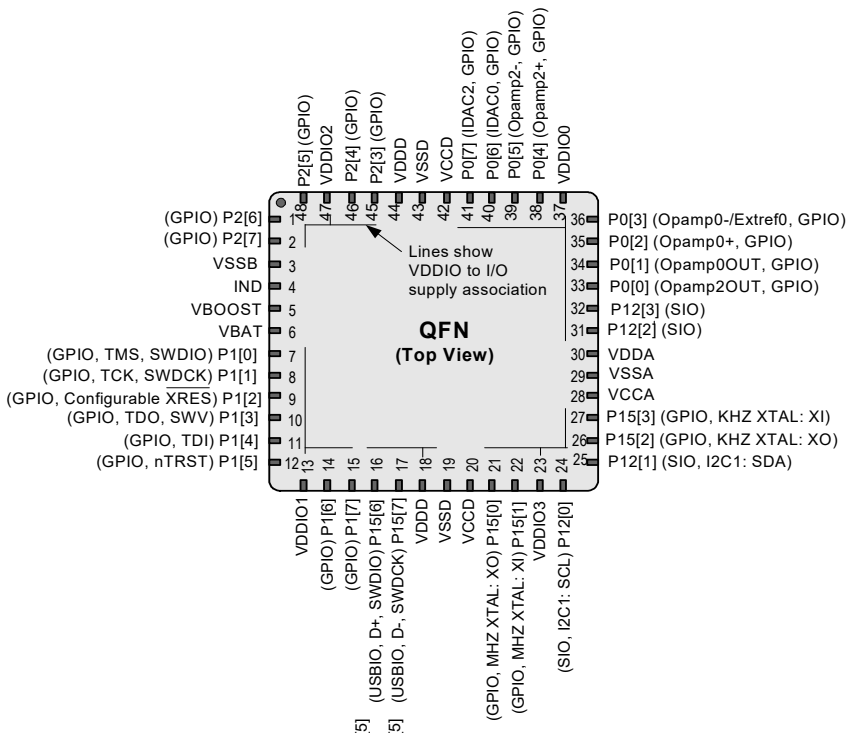 P2[5] (GPIO)
VDDIO2
P2[4] (GPIO)
P2[3] (GPIO)
VDDD
VSSD
VCCD
P0[7] (IDAC2, GPIO)
P0[6] (IDAC0, GPIO)
P0[5] (Opamp2-, GPIO)
P0[4] (Opamp2+, GPIO)
VDDIO0
48
47
46
45
44
43
42
41
40
39
38
37
(GPIO) P2[6] 1
(GPIO) P2[7] 2
VSSB 3
IND 4
VBOOST 5
VBAT 6
(GPIO, TMS, SWDIO) P1[0] 7
(GPIO, TCK, SWDCK) P1[1] 8
(GPIO, Configurable XRES) P1[2] 9
(GPIO, TDO, SWV) P1[3] 10
(GPIO, TDI) P1[4] 11
(GPIO, nTRST) P1[5] 12
Lines show
VDDIO to I/O
supply association
QFN
(Top View)
36 P0[3] (Opamp0-/Extref0, GPIO)
35 P0[2] (Opamp0+, GPIO)
34 P0[1] (Opamp0OUT, GPIO)
33 P0[0] (Opamp2OUT, GPIO)
32 P12[3] (SIO)
31 P12[2] (SIO)
30 VDDA
29 VSSA
28 VCCA
27 P15[3] (GPIO, KHZ XTAL: XI)
26 P15[2] (GPIO, KHZ XTAL: XO)
25 P12[1] (SIO, I2C1: SDA)
13
14
15
16
17
18
19
20
21
22
23
24
VDDIO1
(GPIO) P1[6]
(GPIO) P1[7]
(USBIO, D+, SWDIO) P15[6]
(USBIO, D-, SWDCK) P15[7]
VDDD
VSSD
VCCD
(GPIO, MHZ XTAL: XO) P15[0]
(GPIO, MHZ XTAL: XI) P15[1]
VDDIO3
(SIO, I2C1: SCL) P12[0]
[5]
[5]